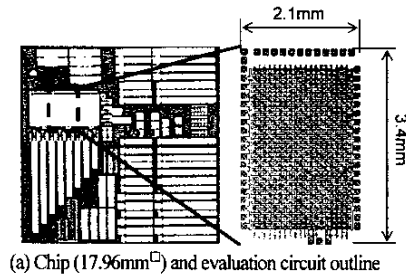 2.1mm
3.4mm
(a) Chip (17.96mm□) and evaluation circuit outline